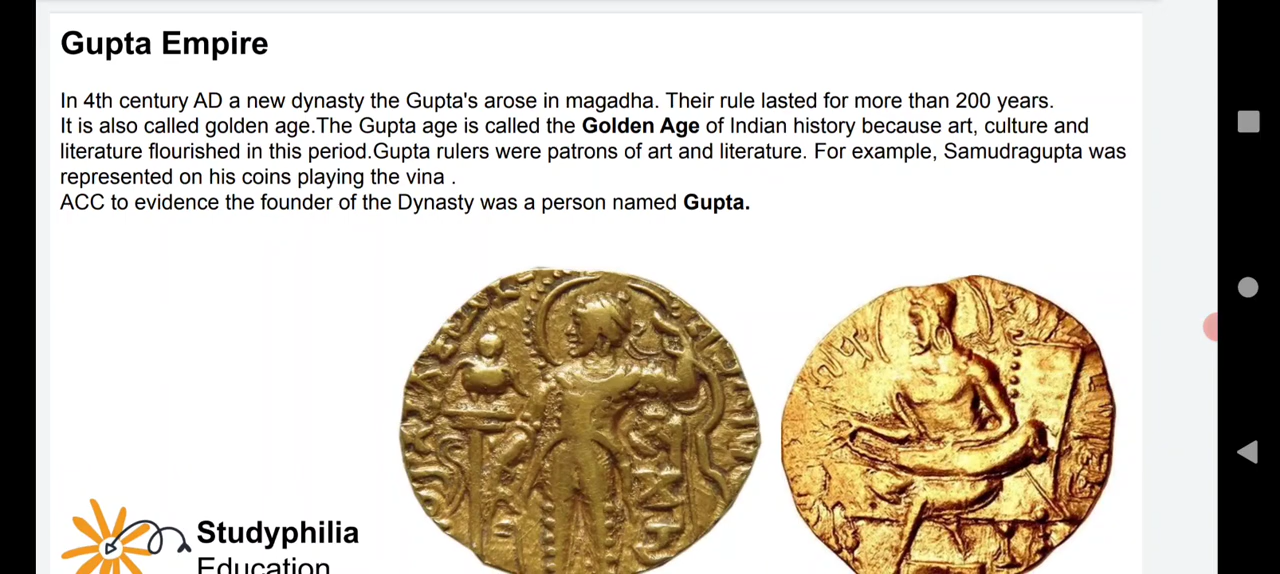 Gupta Empire
In 4th century AD a new dynasty the Gupta's arose in magadha. Their rule lasted for more than 200 years.
It is also called golden age.The Gupta age is called the Golden Age of Indian history because art, culture and
literature flourished in this period.Gupta rulers were patrons of art and literature. For example, Samudragupta was
represented on his coins playing the vina .
ACC to evidence the founder of the Dynasty was a person named Gupta.
Studyphilia
Education